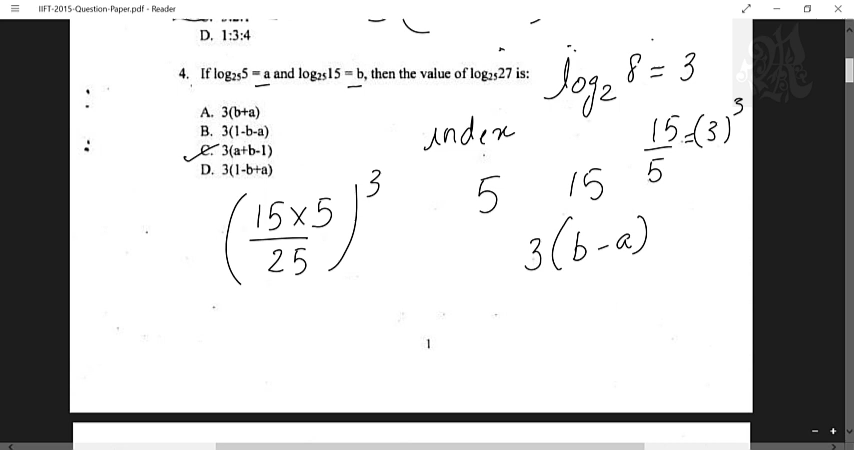 IIFT-2015-Question-Paper.pdf - Reader
D. 1:3:4
4. If log₂₅5 = a and log₂₅15 = b, then the value of log₂₅27 is:
A. 3(b+a)
B. 3(1-b-a)
C. 3(a+b-1)
D. 3(1-b+a)
log₂ 8 = 3
index
15/5 = (3)³
5 15
(15×5/25)³
3(b-a)
1